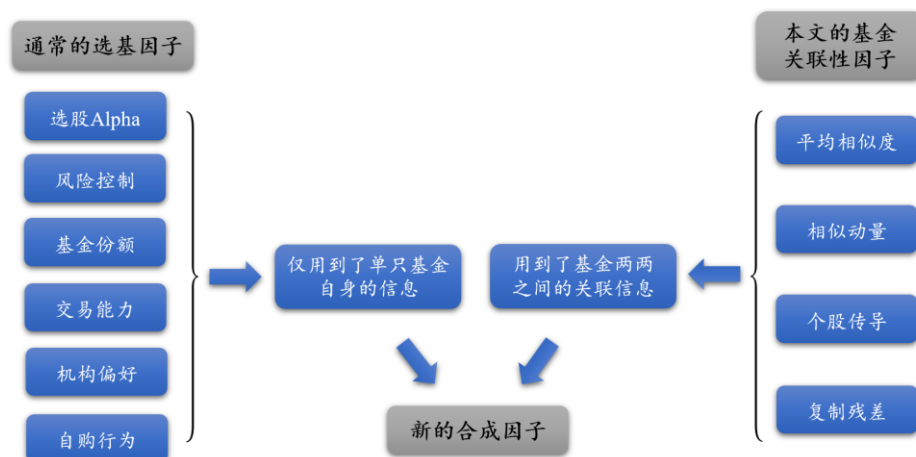 通常的选基因子
选股Alpha
风险控制
基金份额
交易能力
机构偏好
自购行为
仅用到了单只基金
自身的信息
用到了基金两两
之间的关联信息
新的合成因子
本文的基金
关联性因子
平均相似度
相似动量
个股传导
复制残差